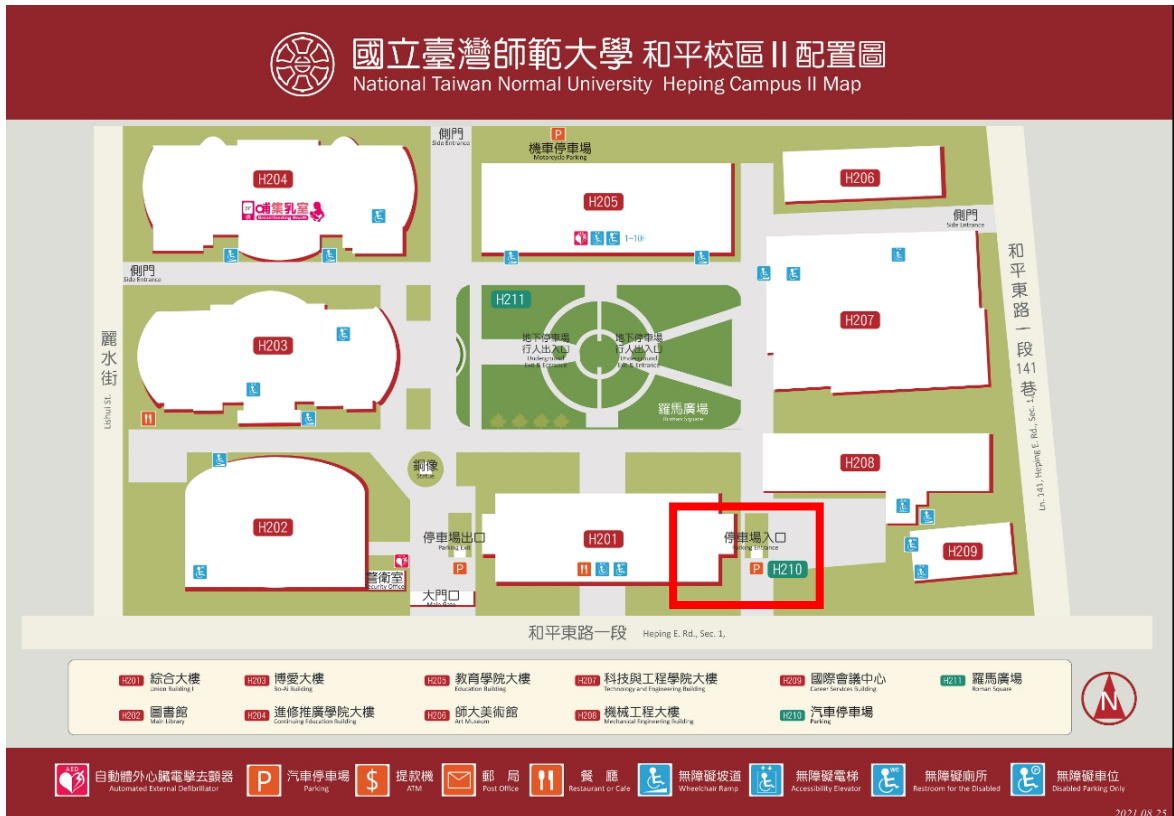 國立臺灣師範大學 和平校區 II 配置圖
National Taiwan Normal University Heping Campus II Map
側門
Side Entrance
P
機車停車場
Motorcycle Parking
H204
哺集乳室
H205
1~10F
H206
側門
Side Entrance
側門
Side Entrance
H211
地下停車場
行人出入口
Underground
Exit & Entrance
地下停車場
行人出入口
Underground
Exit & Entrance
羅馬廣場
Roman Square
H203
H207
麗水街
Lishui St.
和平東路一段141巷
Ln. 141, Heping E. Rd., Sec. 1,
銅像
Statue
H208
H202
停車場出口
Parking Exit
P
H201
停車場入口
Parking Entrance
P
H210
H209
警衛室
Security Office
大門口
Main Gate
和平東路一段 Heping E. Rd., Sec. 1,
H201 綜合大樓
Union Building I
H203 博愛大樓
Bo-Ai Building
H205 教育學院大樓
Education Building
H207 科技與工程學院大樓
Technology and Engineering Building
H209 國際會議中心
Career Services Building
H211 羅馬廣場
Roman Square
H202 圖書館
Main Library
H204 進修推廣學院大樓
Continuing Education Building
H206 師大美術館
Art Museum
H208 機械工程大樓
Mechanical Engineering Building
H210 汽車停車場
Parking
N
AED
自動體外心臟電擊去顫器
Automated External Defibrillator
P
汽車停車場
Parking
$
提款機
ATM
郵局
Post Office
餐廳
Restaurant or Cafe
無障礙坡道
Wheelchair Ramp
無障礙電梯
Accessibility Elevator
WC
無障礙廁所
Restroom for the Disabled
P
無障礙車位
Disabled Parking Only
2021.08.25